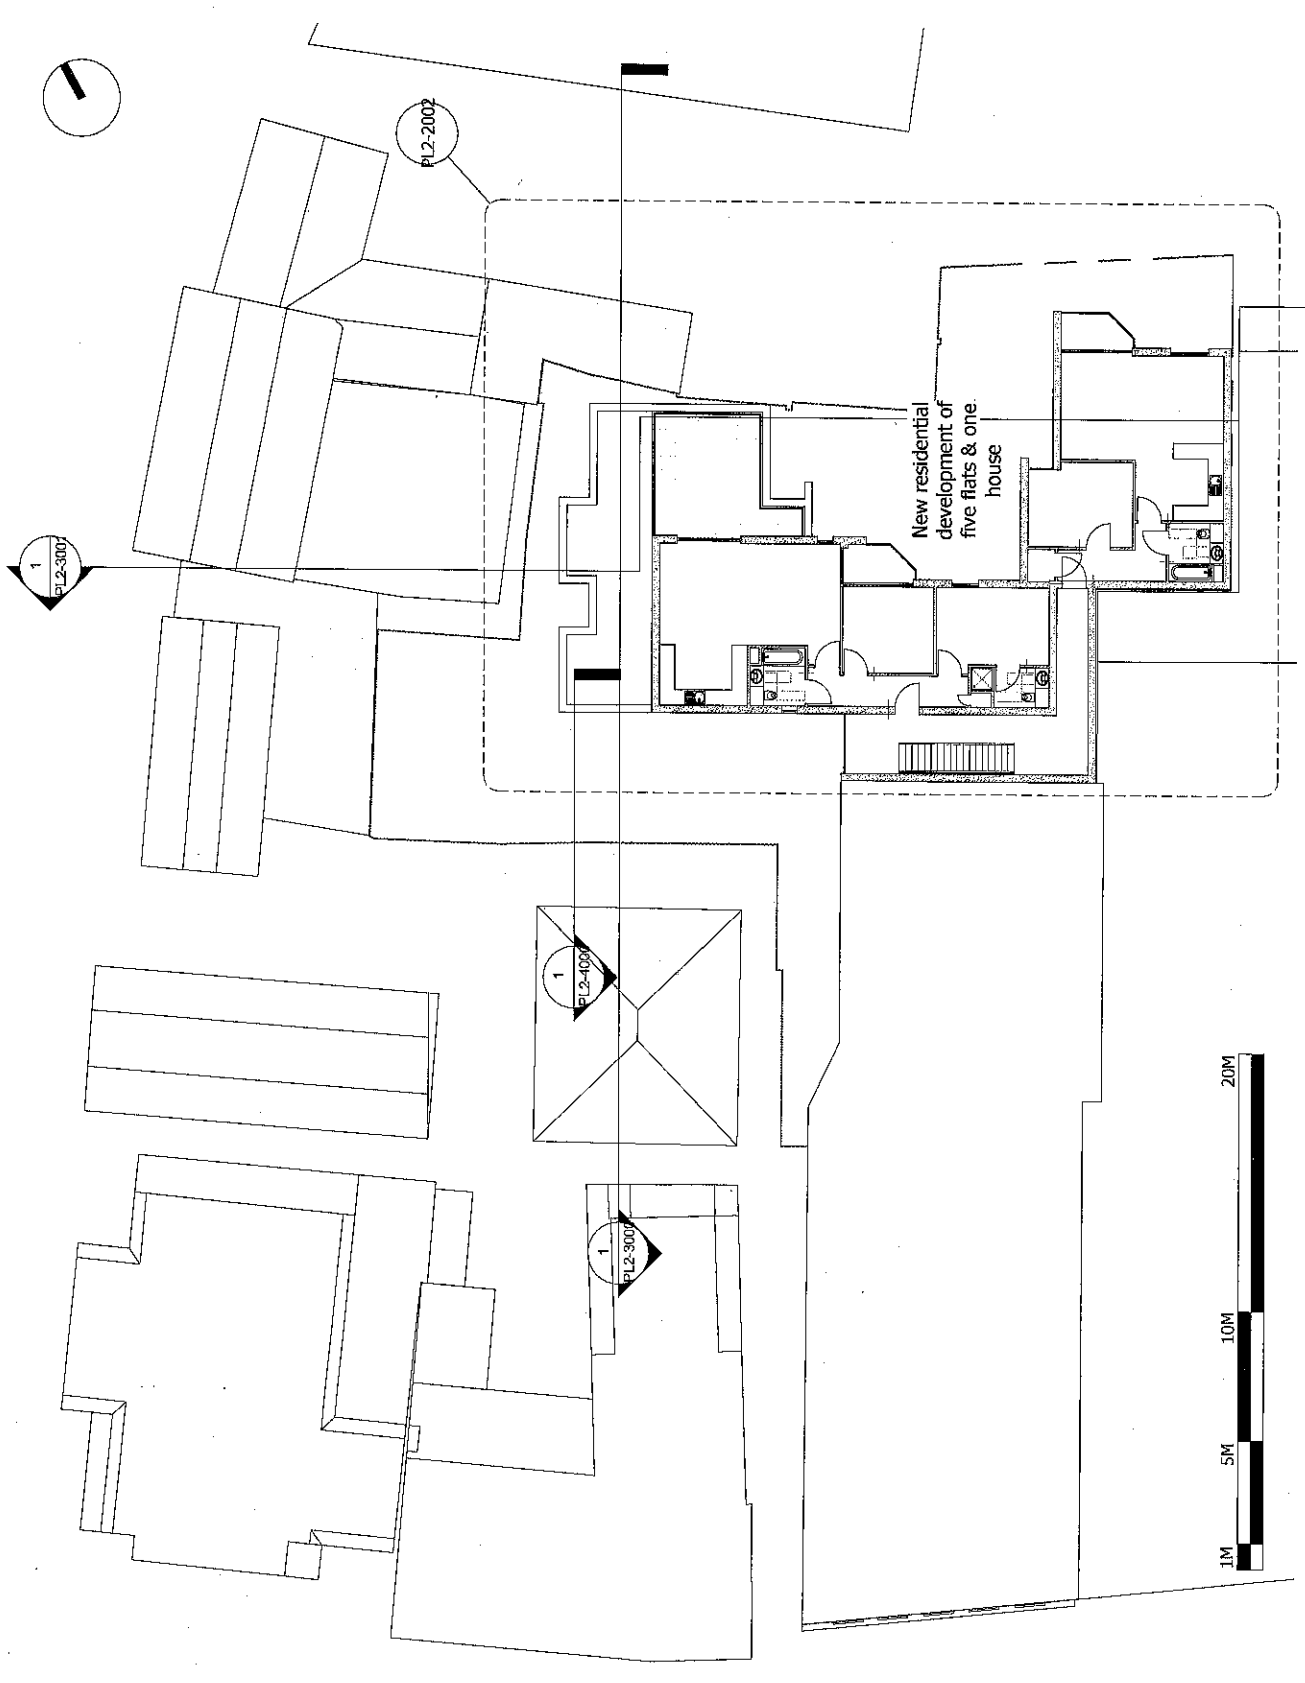 PL2-2002
1
PL2-3001
New residential
development of
five flats & one
house
1
PL2-4000
1
PL2-3000
1M
5M
10M
20M